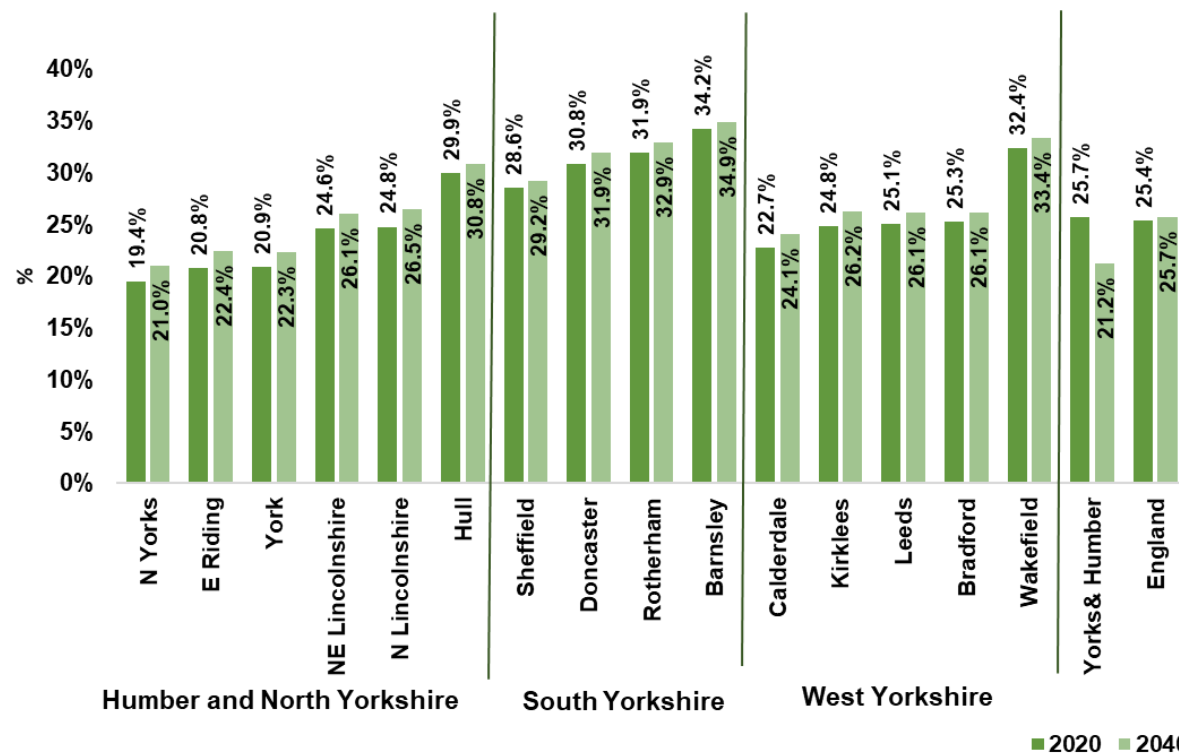 40%
35%
30%
25%
20%
15%
10%
5%
0%
%
19.4%
21.0%
20.8%
22.4%
20.9%
22.3%
24.6%
26.1%
24.8%
26.5%
29.9%
30.8%
28.6%
29.2%
30.8%
31.9%
31.9%
32.9%
34.2%
34.9%
22.7%
24.1%
24.8%
26.2%
25.1%
26.1%
25.3%
26.1%
32.4%
33.4%
25.7%
21.2%
25.4%
25.7%
N Yorks
E Riding
York
NE Lincolnshire
N Lincolnshire
Hull
Sheffield
Doncaster
Rotherham
Barnsley
Calderdale
Kirklees
Leeds
Bradford
Wakefield
Yorks& Humber
England
Humber and North Yorkshire
South Yorkshire
West Yorkshire
2020